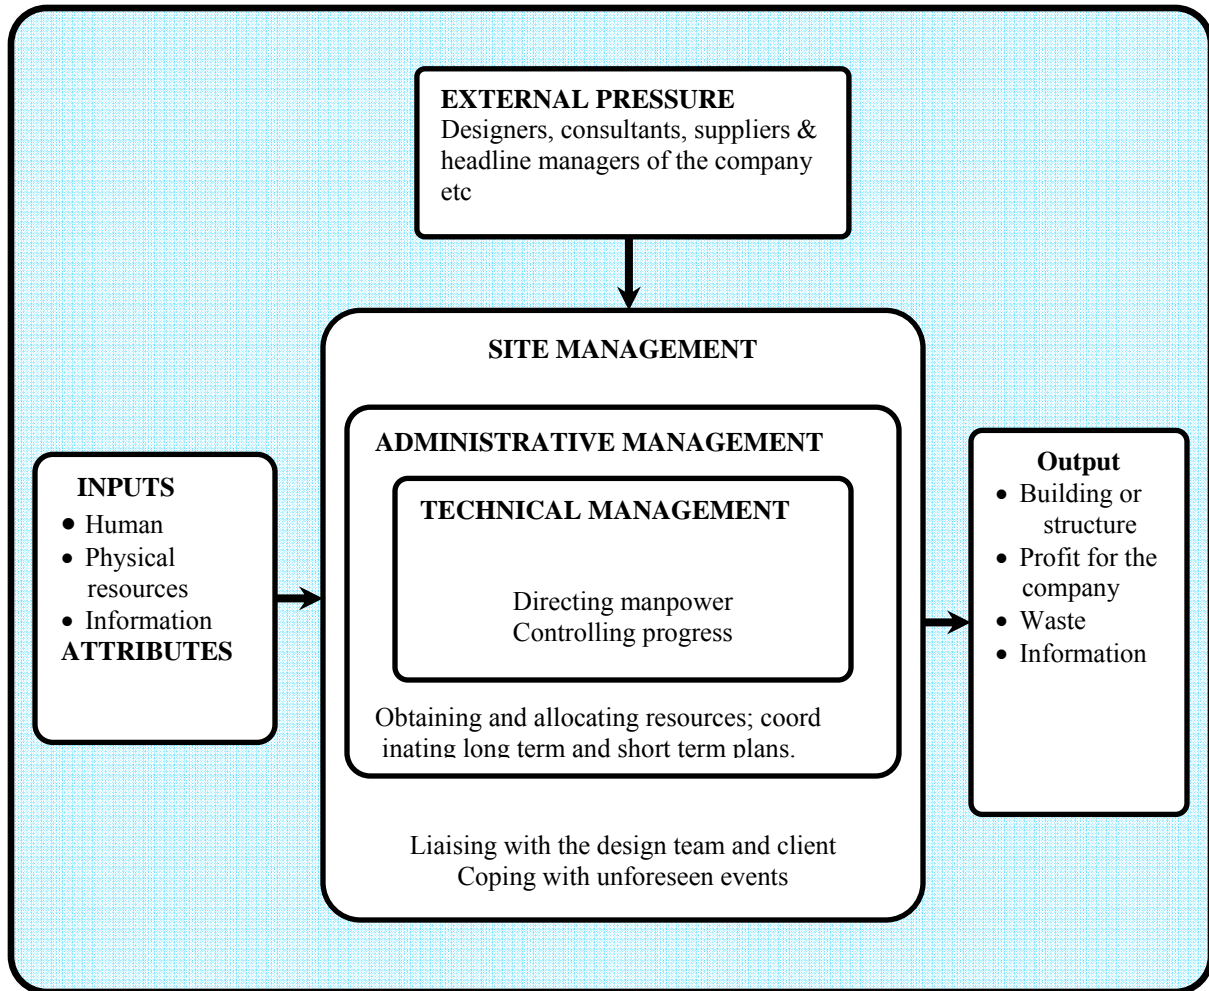 EXTERNAL PRESSURE
Designers, consultants, suppliers &
headline managers of the company
etc
SITE MANAGEMENT
ADMINISTRATIVE MANAGEMENT
TECHNICAL MANAGEMENT
Directing manpower
Controlling progress
Obtaining and allocating resources; coord
inating long term and short term plans.
Liaising with the design team and client
Coping with unforeseen events
INPUTS
• Human
• Physical
resources
• Information
ATTRIBUTES
Output
• Building or
structure
• Profit for the
company
• Waste
• Information